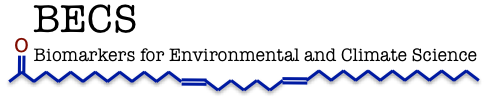 BECS
O
Biomarkers for Environmental and Climate Science